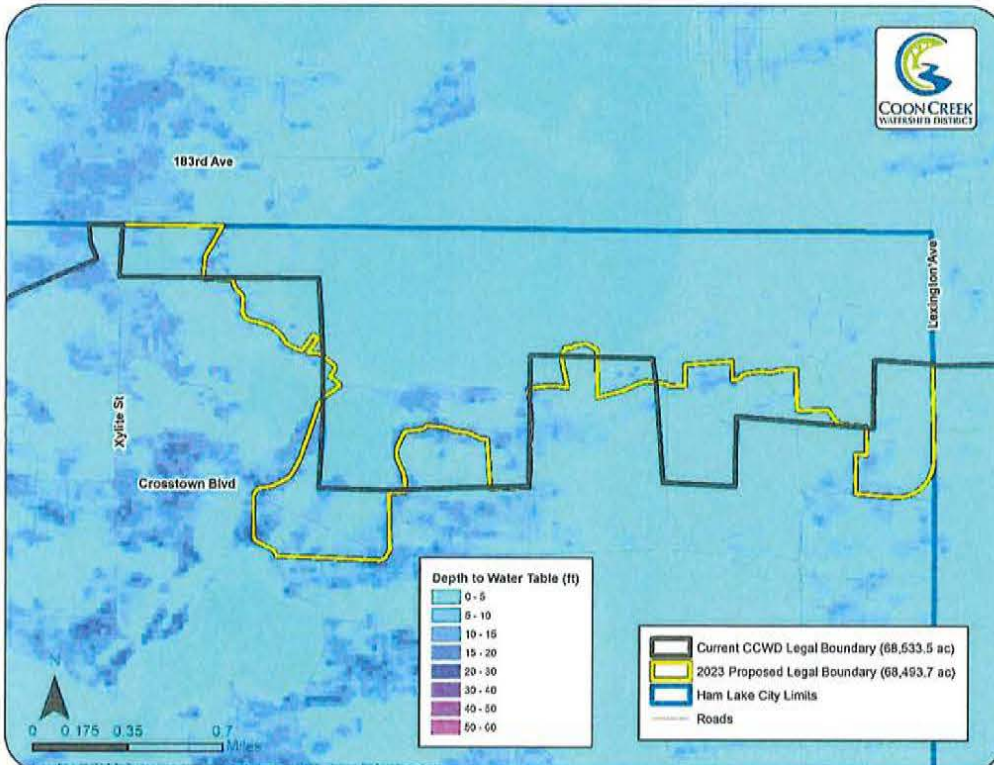 COON CREEK
WATERSHED DISTRICT
183rd Ave
Lexington Ave
Xylite St
Crosstown Blvd
Depth to Water Table (ft)
0 - 5
5 - 10
10 - 15
15 - 20
20 - 30
30 - 40
40 - 50
50 - 60
Current CCWD Legal Boundary (68,533.5 ac)
2023 Proposed Legal Boundary (68,493.7 ac)
Ham Lake City Limits
Roads
N
0 0.175 0.35 0.7
Miles